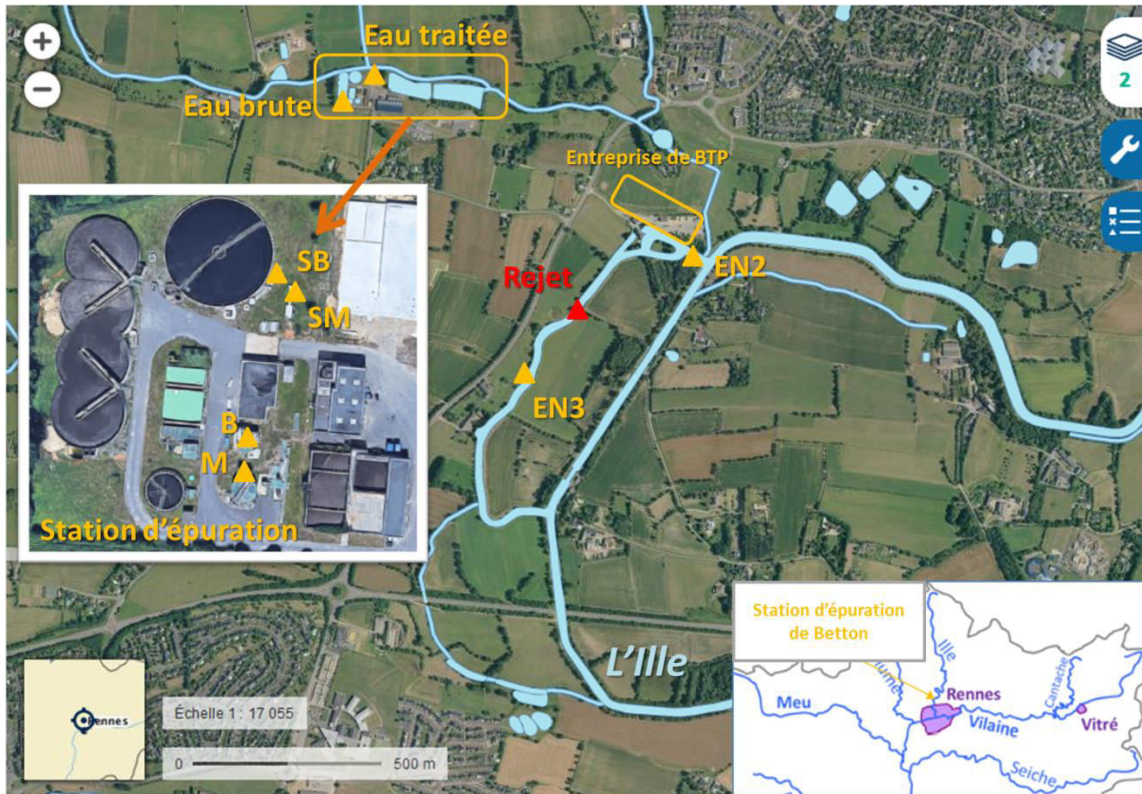 Eau traitée
Eau brute
2
Entreprise de BTP
SB
SM
EN2
Rejet
EN3
B
M
Station d'épuration
L'Ille
Station d'épuration
de Betton
Ille
Rennes
Cantache
Meu
Vilaine
Vitré
Seiche
Rennes
Échelle 1 : 17 055
0
500 m